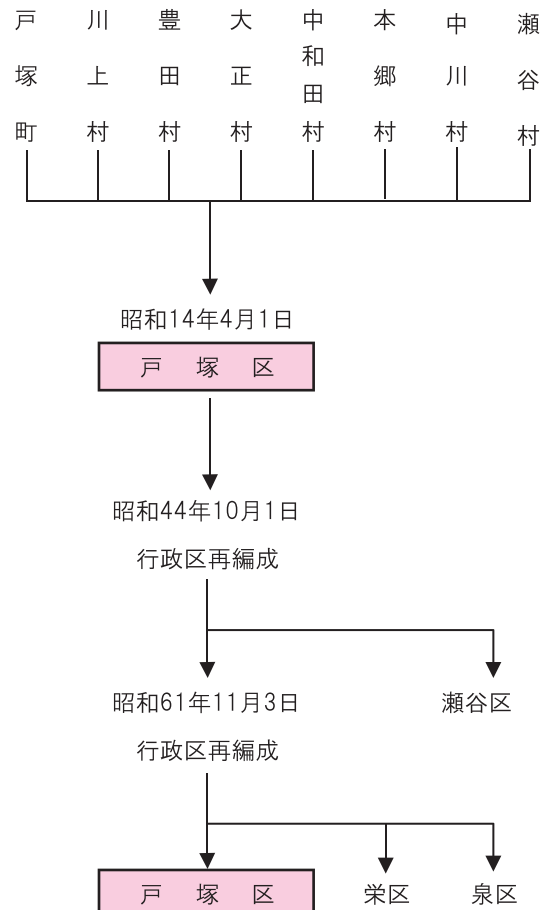 戸塚町
川上村
豊田村
大正村
中和田村
本郷村
中川村
瀬谷村
昭和14年4月1日
戸塚区
昭和44年10月1日
行政区再編成
昭和61年11月3日
瀬谷区
行政区再編成
戸塚区
栄区
泉区